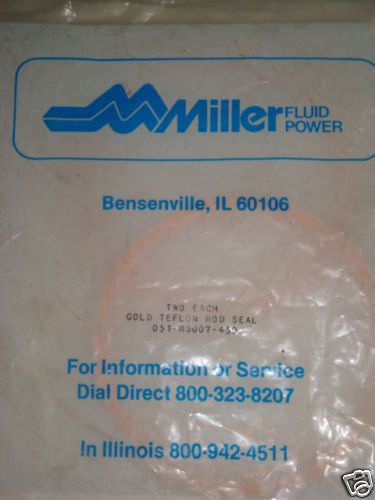 Miller FLUID
POWER
Bensenville, IL 60106
TWO EACH
GOLD TEFLON ROD SEAL
For Information or Service
Dial Direct 800-323-8207
In Illinois 800-942-4511